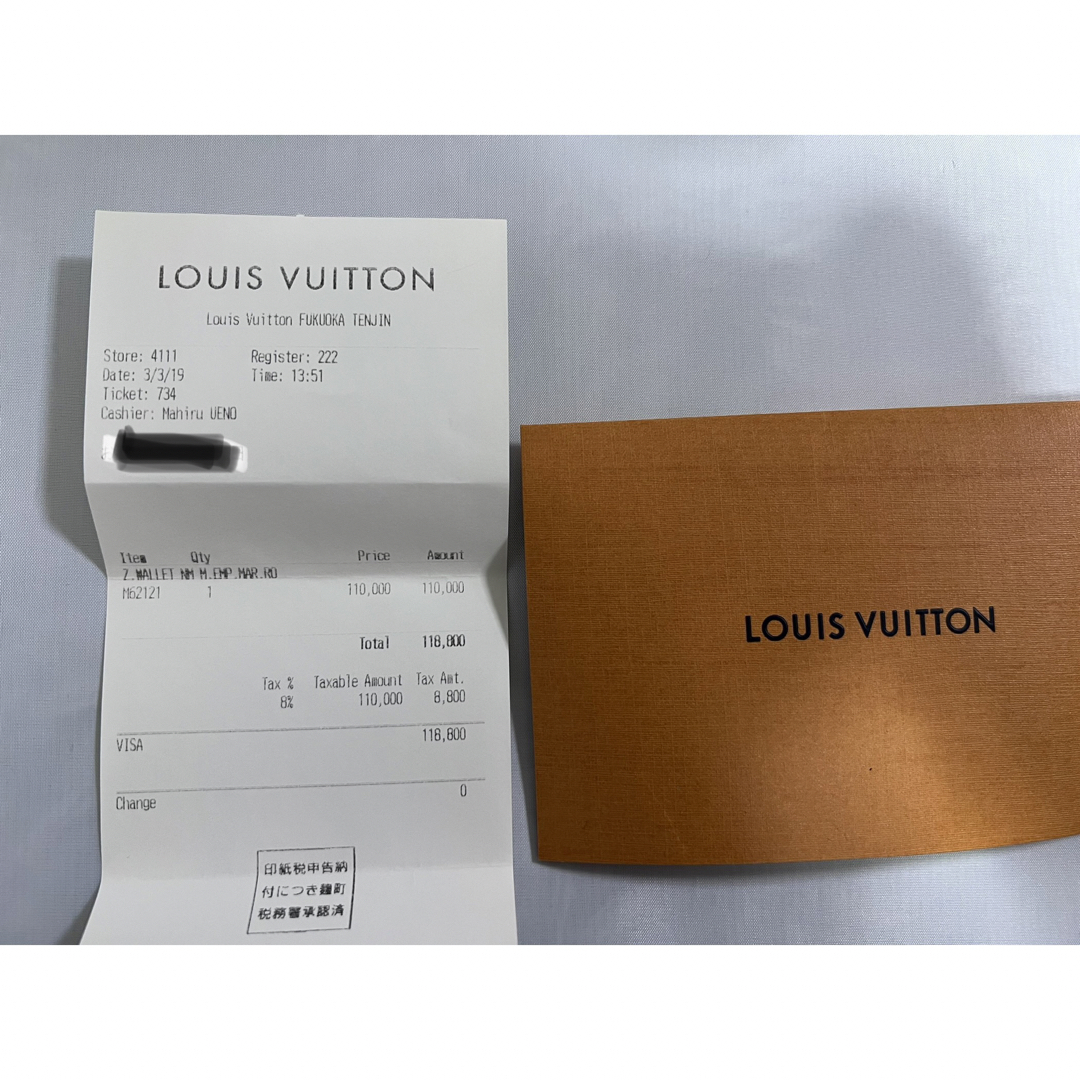 LOUIS VUITTON
Louis Vuitton FUKUOKA TENJIN
Store: 4111 Register: 222
Date: 3/3/19 Time: 13:51
Ticket: 734
Cashier: Mahiru UENO
Item Qty Price Amount
Z.WALLET NM M.EMP.MAR.RO
M62121 1 110,000 110,000
Total 118,800
Tax % Taxable Amount Tax Amt.
8% 110,000 8,800
VISA 118,800
Change 0
印紙税申告納
付につき麹町
税務署承認済
LOUIS VUITTON